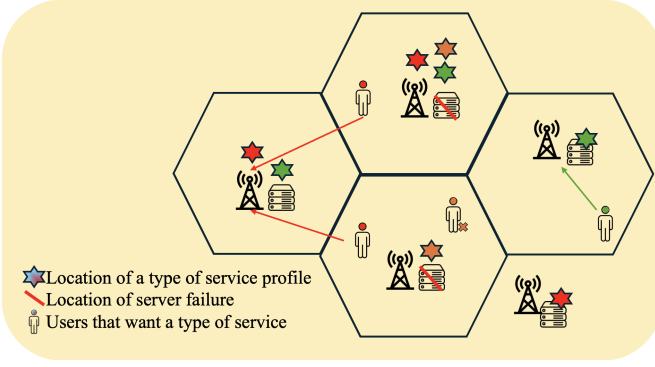 Location of a type of service profile
Location of server failure
Users that want a type of service